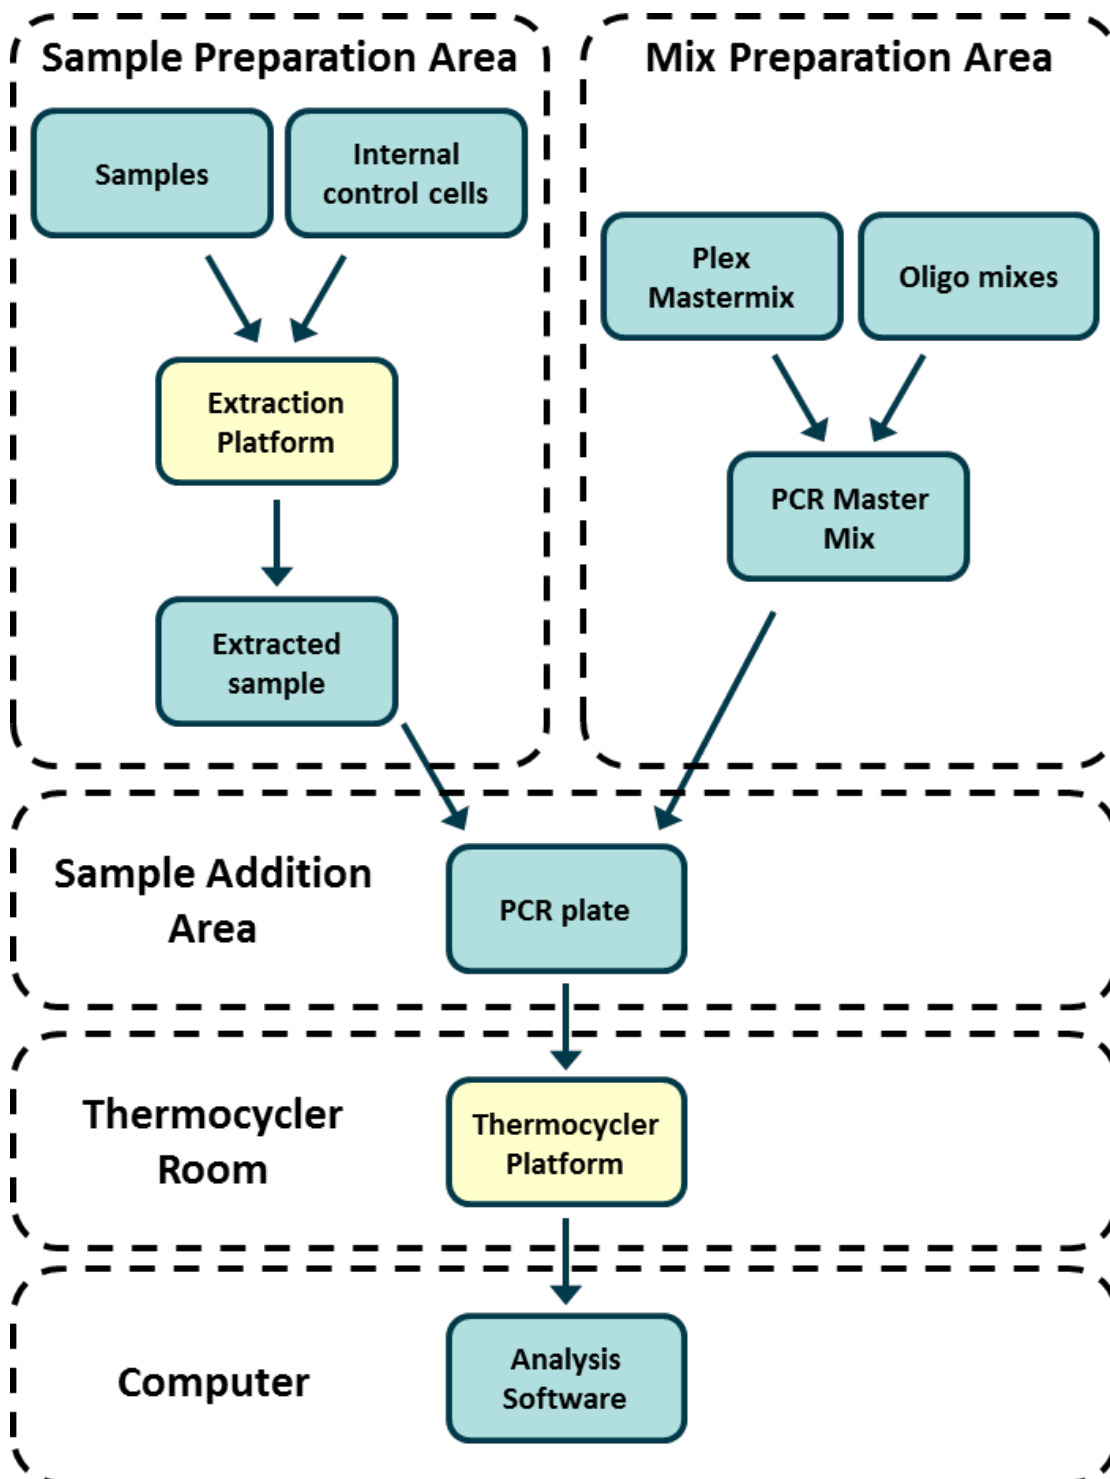 Sample Preparation Area
Samples
Internal
control cells
Extraction
Platform
Extracted
sample
Mix Preparation Area
Plex
Mastermix
Oligo mixes
PCR Master
Mix
Sample Addition
Area
PCR plate
Thermocycler
Room
Thermocycler
Platform
Computer
Analysis
Software